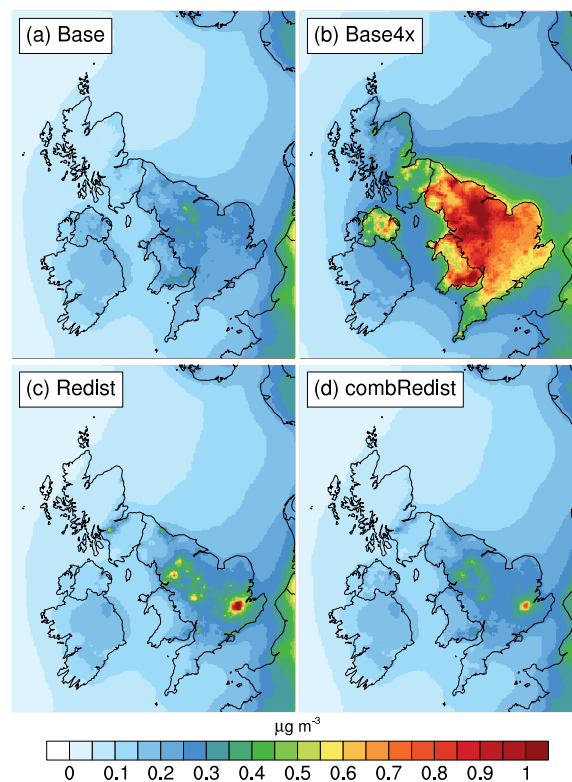 (a) Base
(b) Base4x
(c) Redist
(d) combRedist
μg m-3
0 0.1 0.2 0.3 0.4 0.5 0.6 0.7 0.8 0.9 1